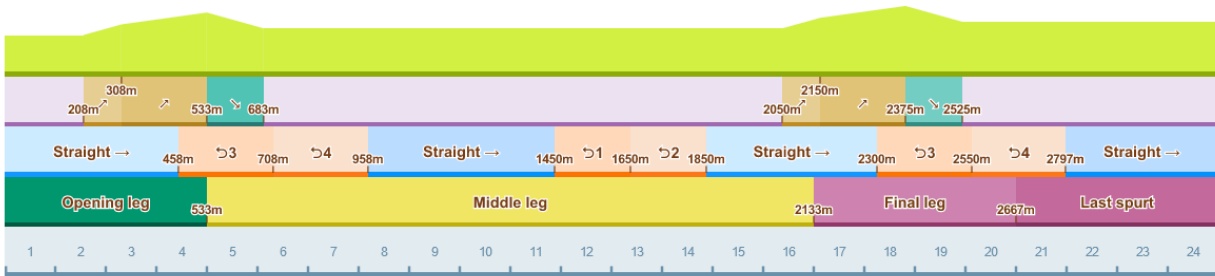 308m
2150m
208m ↗ ↗ 533m ↘ 683m 2050m ↗ ↗ 2375m ↘ 2525m
Straight → ⮌3 ⮌4 Straight → ⮌1 ⮌2 Straight → ⮌3 ⮌4 Straight →
458m 708m 958m 1450m 1650m 1850m 2300m 2550m 2797m
Opening leg Middle leg Final leg Last spurt
533m 2133m 2667m
1 2 3 4 5 6 7 8 9 10 11 12 13 14 15 16 17 18 19 20 21 22 23 24